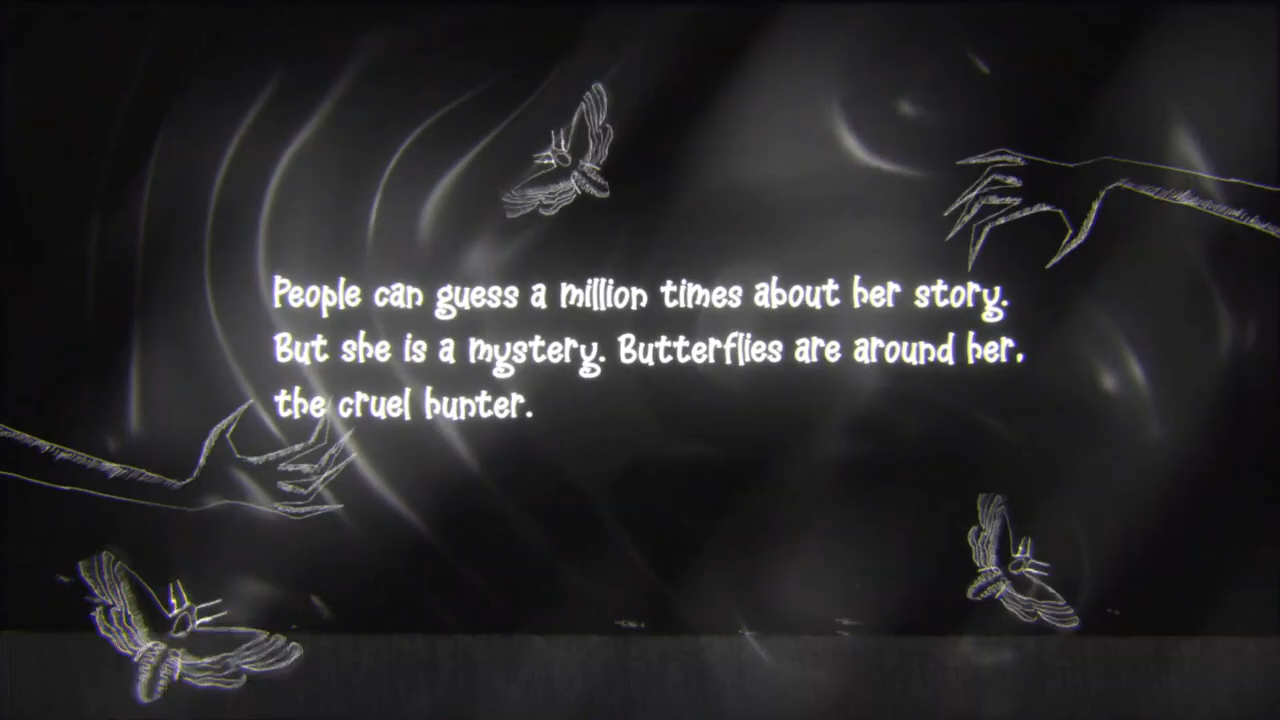 People can guess a million times about her story.
But she is a mystery. Butterflies are around her,
the cruel hunter.